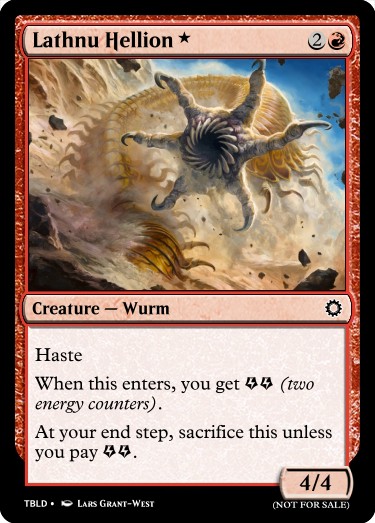 Lathnu Hellion ★ 2
Creature — Wurm
Haste
When this enters, you get (two
energy counters).
At your end step, sacrifice this unless
you pay .
4/4
TBLD • Lars Grant-West
(NOT FOR SALE)